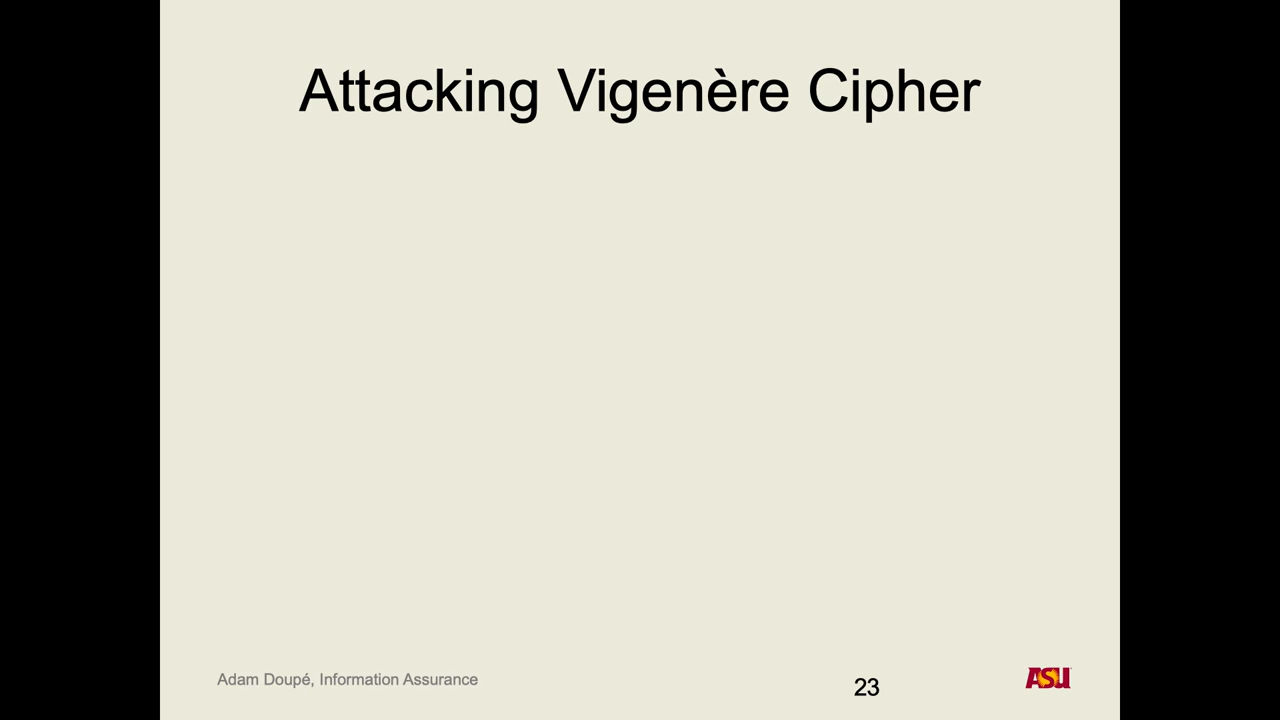 Attacking Vigenère Cipher
Adam Doupé, Information Assurance
23
ASU